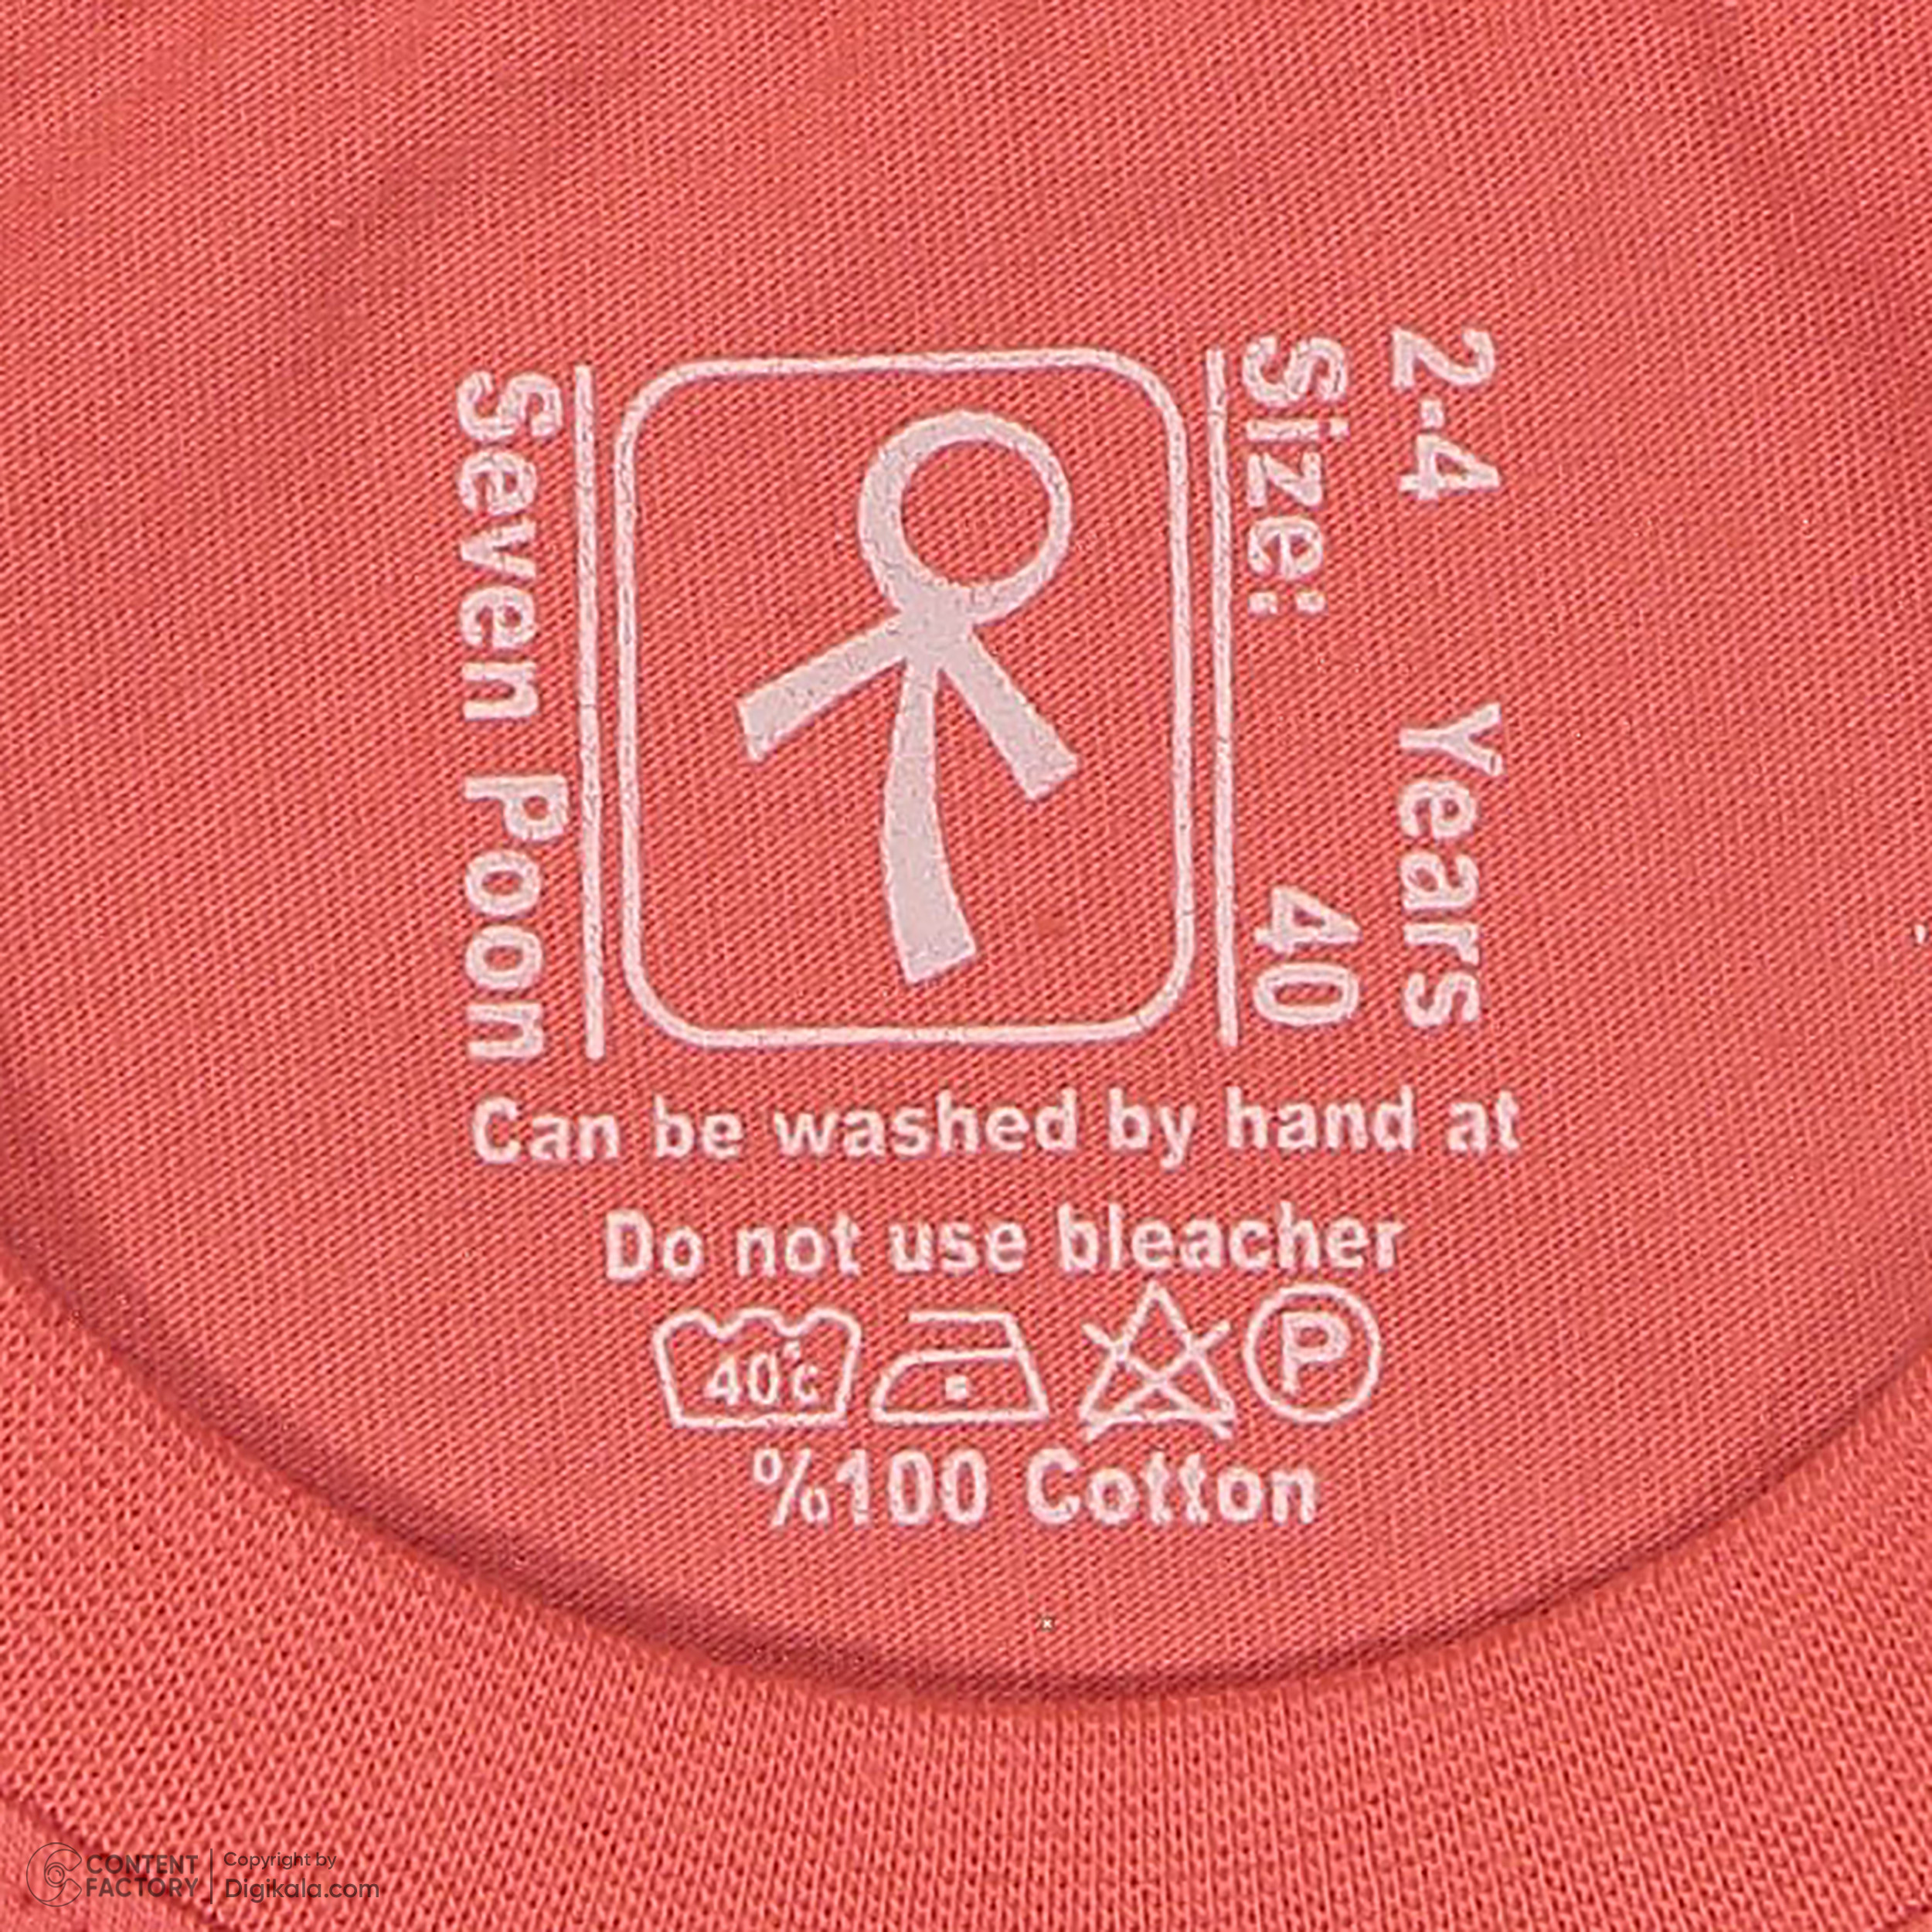 Seven Poon
Size: 40
2-4 Years
Can be washed by hand at
Do not use bleacher
40°c
P
%100 Cotton
CONTENT FACTORY
Copyright by
Digikala.com